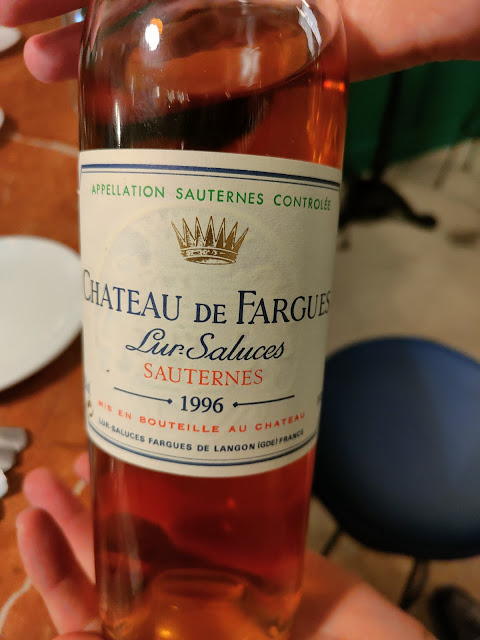 APPELLATION SAUTERNES CONTROLÉE
CHATEAU DE FARGUES
Lur-Saluces
SAUTERNES
1996
MIS EN BOUTEILLE AU CHATEAU
LUR-SALUCES FARGUES DE LANGON (GDE) FRANCE